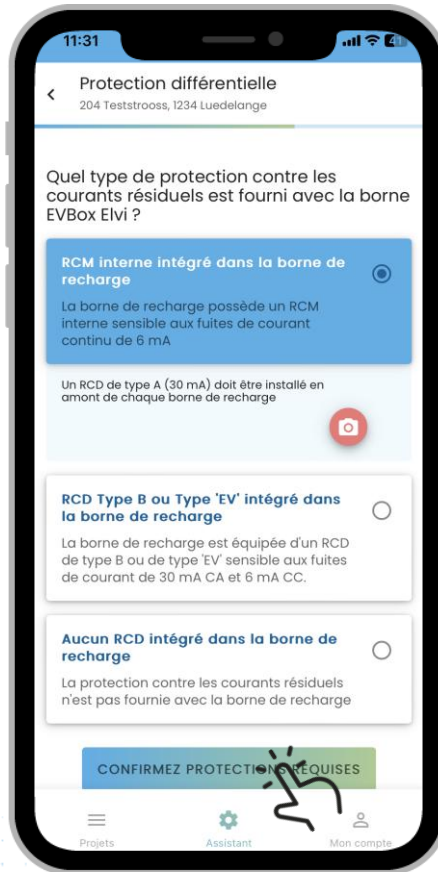 11:31
41
Protection différentielle
204 Teststrooss, 1234 Luedelange
Quel type de protection contre les
courants résiduels est fourni avec la borne
EVBox Elvi ?
RCM interne intégré dans la borne de
recharge
La borne de recharge possède un RCM
interne sensible aux fuites de courant
continu de 6 mA
Un RCD de type A (30 mA) doit être installé en
amont de chaque borne de recharge
RCD Type B ou Type 'EV' intégré dans
la borne de recharge
La borne de recharge est équipée d'un RCD
de type B ou de type 'EV' sensible aux fuites
de courant de 30 mA CA et 6 mA CC.
Aucun RCD intégré dans la borne de
recharge
La protection contre les courants résiduels
n'est pas fournie avec la borne de recharge
CONFIRMEZ PROTECTIONS REQUISES
Projets
Assistant
Mon compte